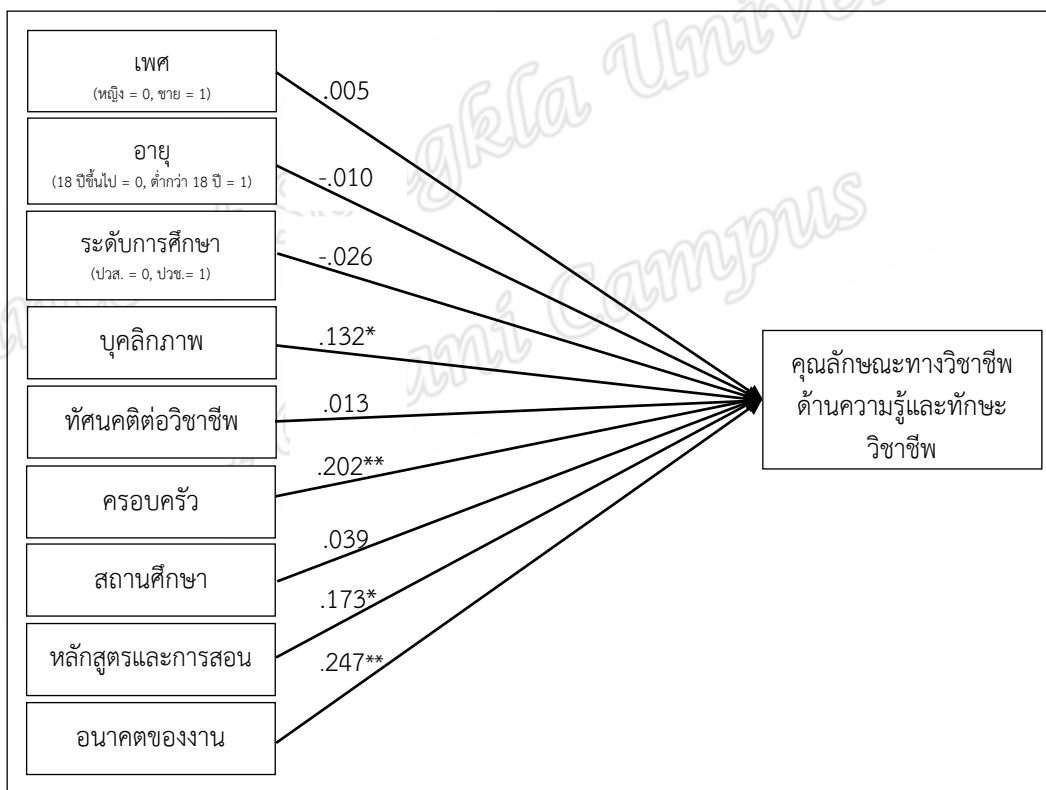 เพศ
(หญิง = 0, ชาย = 1)
.005
อายุ
(18 ปีขึ้นไป = 0, ต่ำกว่า 18 ปี = 1)
-.010
ระดับการศึกษา
(ปวส. = 0, ปวช.= 1)
-.026
บุคลิกภาพ
.132*
ทัศนคติต่อวิชาชีพ
.013
ครอบครัว
.202**
สถานศึกษา
.039
หลักสูตรและการสอน
.173*
อนาคตของงาน
.247**
คุณลักษณะทางวิชาชีพ
ด้านความรู้และทักษะ
วิชาชีพ
gkla Univer
ani Campus